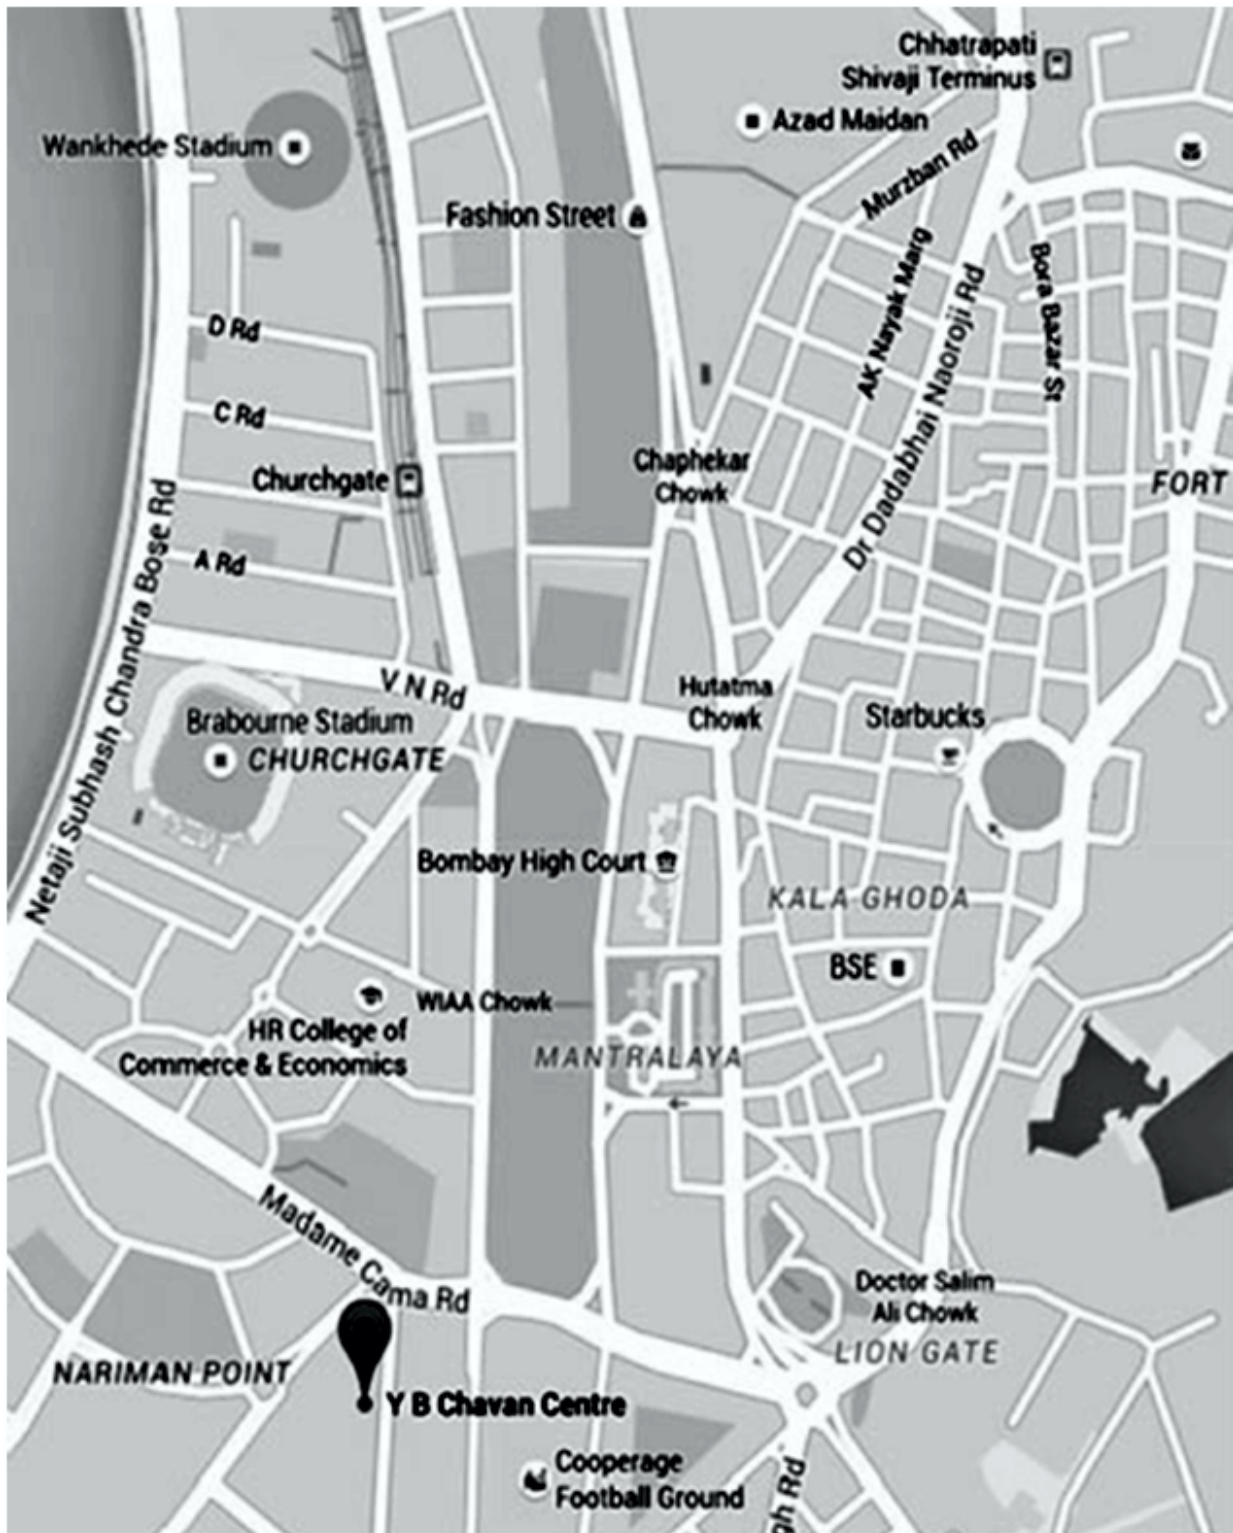 Chhatrapati
Shivaji Terminus
Azad Maidan
Wankhede Stadium
Murzban Rd
Fashion Street
AK Nayak Marg
Bora Bazar St
D Rd
Dr Dadabhai Naoroji Rd
C Rd
Chaphekar
Chowk
Churchgate
FORT
A Rd
Netaji Subhash Chandra Bose Rd
V N Rd
Hutatma
Chowk
Starbucks
Brabourne Stadium
CHURCHGATE
Bombay High Court
KALA GHODA
BSE
WIAA Chowk
HR College of
Commerce & Economics
MANTRALAYA
Madame Cama Rd
Doctor Salim
Ali Chowk
LION GATE
NARIMAN POINT
Y B Chavan Centre
Cooperage
Football Ground
gh Rd